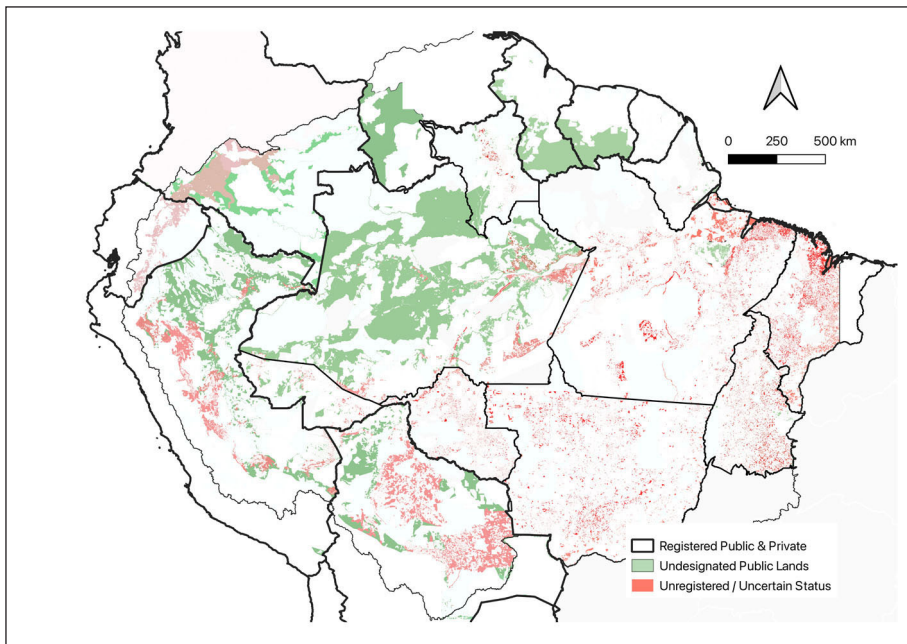 0 250 500 km
Registered Public & Private
Undesignated Public Lands
Unregistered / Uncertain Status